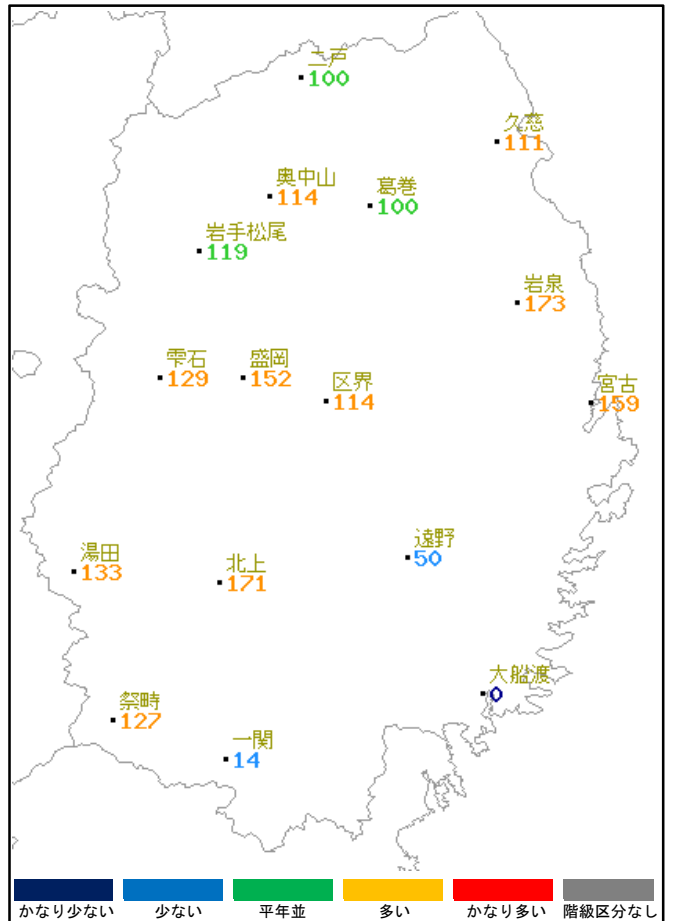 二戸
100
久慈
111
奥中山
114
葛巻
100
岩手松尾
119
岩泉
173
雫石
129
盛岡
152
区界
114
宮古
159
湯田
133
北上
171
遠野
50
大船渡
0
祭畤
127
一関
14
かなり少ない 少ない 平年並 多い かなり多い 階級区分なし